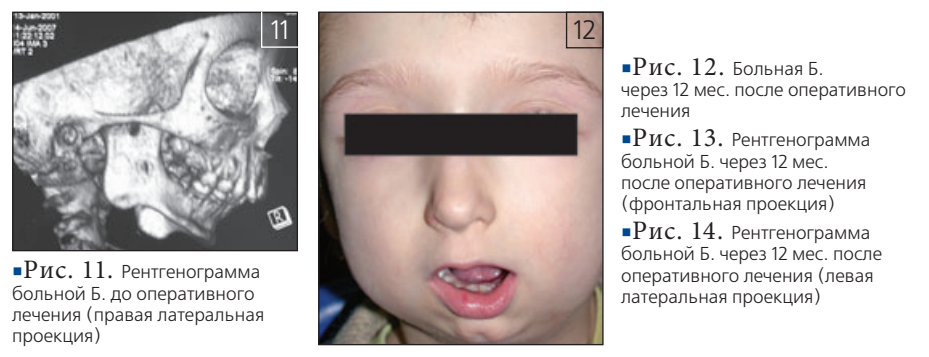 13-Jan-2001
4-Jun-2007
11
12
■Рис. 11. Рентгенограмма
больной Б. до оперативного
лечения (правая латеральная
проекция)
■Рис. 12. Больная Б.
через 12 мес. после оперативного
лечения
■Рис. 13. Рентгенограмма
больной Б. через 12 мес.
после оперативного лечения
(фронтальная проекция)
■Рис. 14. Рентгенограмма
больной Б. через 12 мес. после
оперативного лечения (левая
латеральная проекция)
R